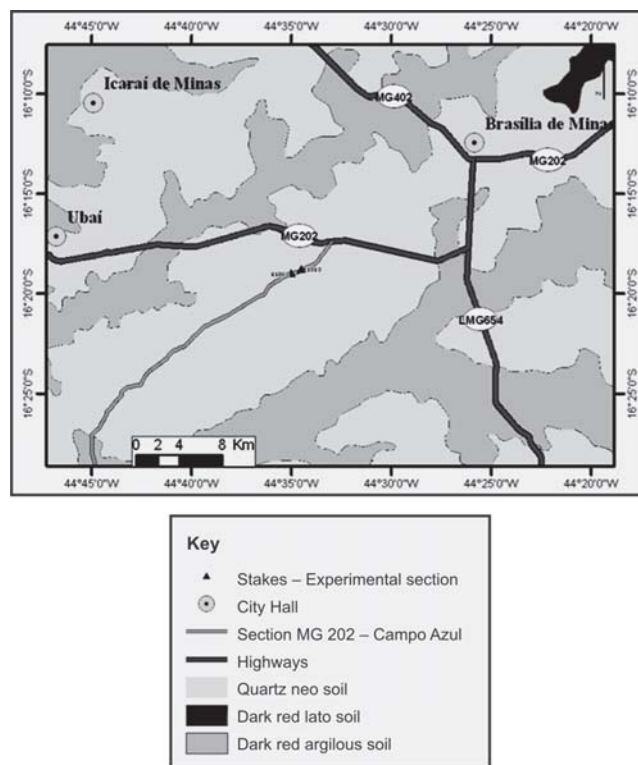 44°45'0"W 44°40'0"W 44°35'0"W 44°30'0"W 44°25'0"W 44°20'0"W
16°10'0"S 16°10'0"S
Icaraí de Minas
MG402
Brasília de Minas
MG202
16°15'0"S 16°15'0"S
Ubaí
MG202
16°20'0"S 16°20'0"S
LMG654
16°25'0"S 16°25'0"S
0 2 4 8 Km
44°45'0"W 44°40'0"W 44°35'0"W 44°30'0"W 44°25'0"W 44°20'0"W
Key
Stakes – Experimental section
City Hall
Section MG 202 – Campo Azul
Highways
Quartz neo soil
Dark red lato soil
Dark red argilous soil